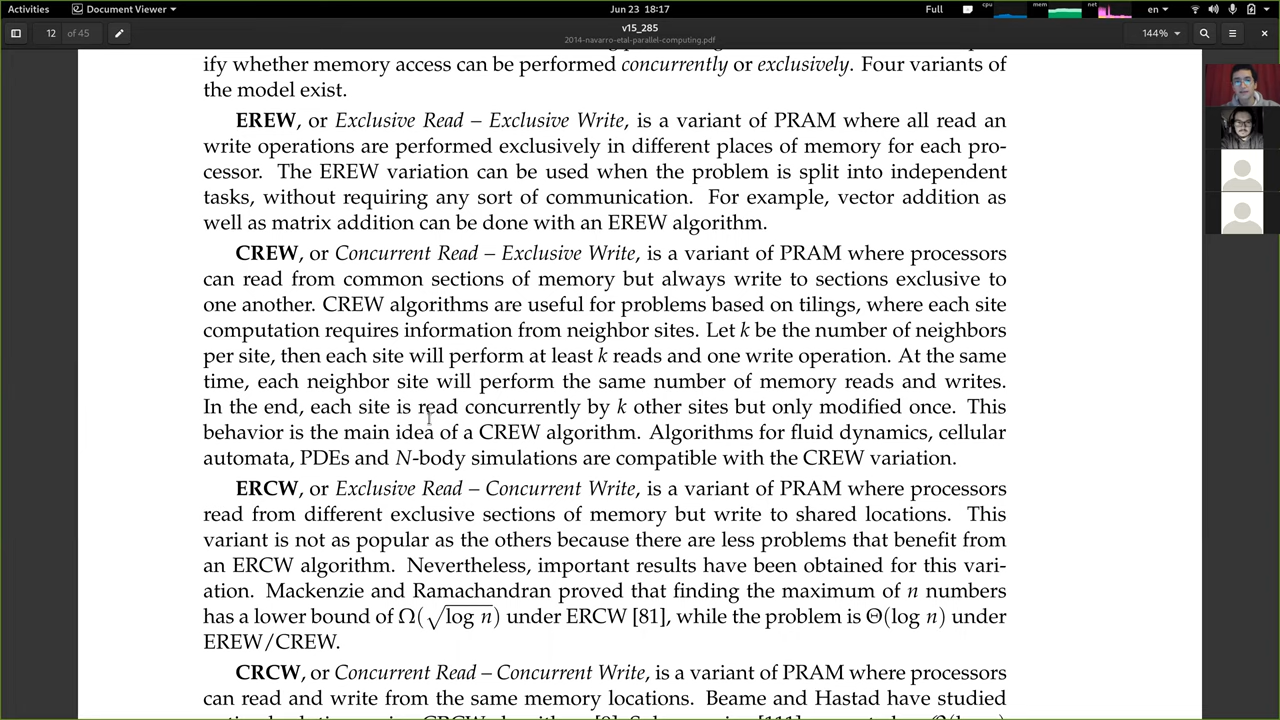 Activities
Document Viewer
Jun 23 18:17
Full
cpu
mem
net
en
12 of 45
v15_285
2014-navarro-etal-parallel-computing.pdf
144%
ify whether memory access can be performed concurrently or exclusively. Four variants of
the model exist.
EREW, or Exclusive Read – Exclusive Write, is a variant of PRAM where all read an
write operations are performed exclusively in different places of memory for each pro-
cessor. The EREW variation can be used when the problem is split into independent
tasks, without requiring any sort of communication. For example, vector addition as
well as matrix addition can be done with an EREW algorithm.
CREW, or Concurrent Read – Exclusive Write, is a variant of PRAM where processors
can read from common sections of memory but always write to sections exclusive to
one another. CREW algorithms are useful for problems based on tilings, where each site
computation requires information from neighbor sites. Let k be the number of neighbors
per site, then each site will perform at least k reads and one write operation. At the same
time, each neighbor site will perform the same number of memory reads and writes.
In the end, each site is read concurrently by k other sites but only modified once. This
behavior is the main idea of a CREW algorithm. Algorithms for fluid dynamics, cellular
automata, PDEs and N-body simulations are compatible with the CREW variation.
ERCW, or Exclusive Read – Concurrent Write, is a variant of PRAM where processors
read from different exclusive sections of memory but write to shared locations. This
variant is not as popular as the others because there are less problems that benefit from
an ERCW algorithm. Nevertheless, important results have been obtained for this vari-
ation. Mackenzie and Ramachandran proved that finding the maximum of n numbers
has a lower bound of Ω(√log n) under ERCW [81], while the problem is Θ(log n) under
EREW/CREW.
CRCW, or Concurrent Read – Concurrent Write, is a variant of PRAM where processors
can read and write from the same memory locations. Beame and Hastad have studied